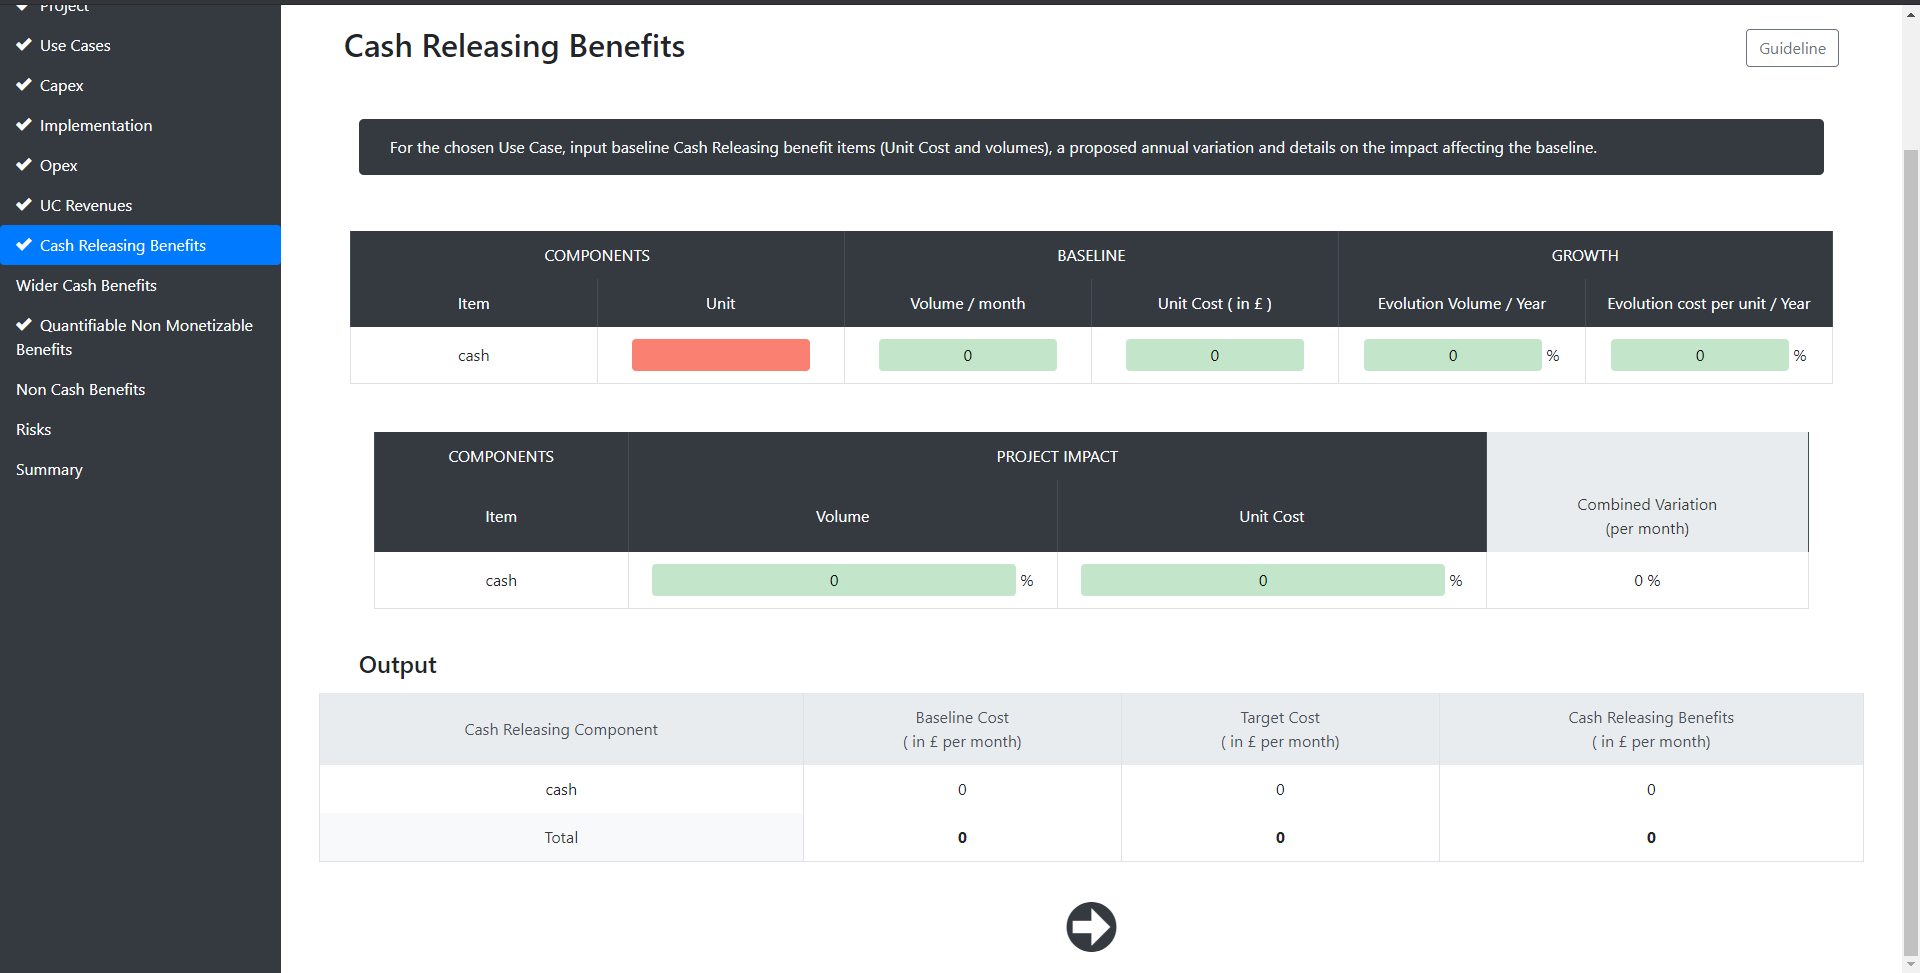 Project
Use Cases
Capex
Implementation
Opex
UC Revenues
Cash Releasing Benefits
Wider Cash Benefits
Quantifiable Non Monetizable
Benefits
Non Cash Benefits
Risks
Summary
Cash Releasing Benefits
Guideline
For the chosen Use Case, input baseline Cash Releasing benefit items (Unit Cost and volumes), a proposed annual variation and details on the impact affecting the baseline.
COMPONENTS BASELINE GROWTH
Item Unit Volume / month Unit Cost ( in £ ) Evolution Volume / Year Evolution cost per unit / Year
cash 0 0 0 % 0 %
COMPONENTS PROJECT IMPACT
Item Volume Unit Cost Combined Variation
(per month)
cash 0 % 0 % 0 %
Output
Cash Releasing Component Baseline Cost Target Cost Cash Releasing Benefits
( in £ per month) ( in £ per month) ( in £ per month)
cash 0 0 0
Total 0 0 0